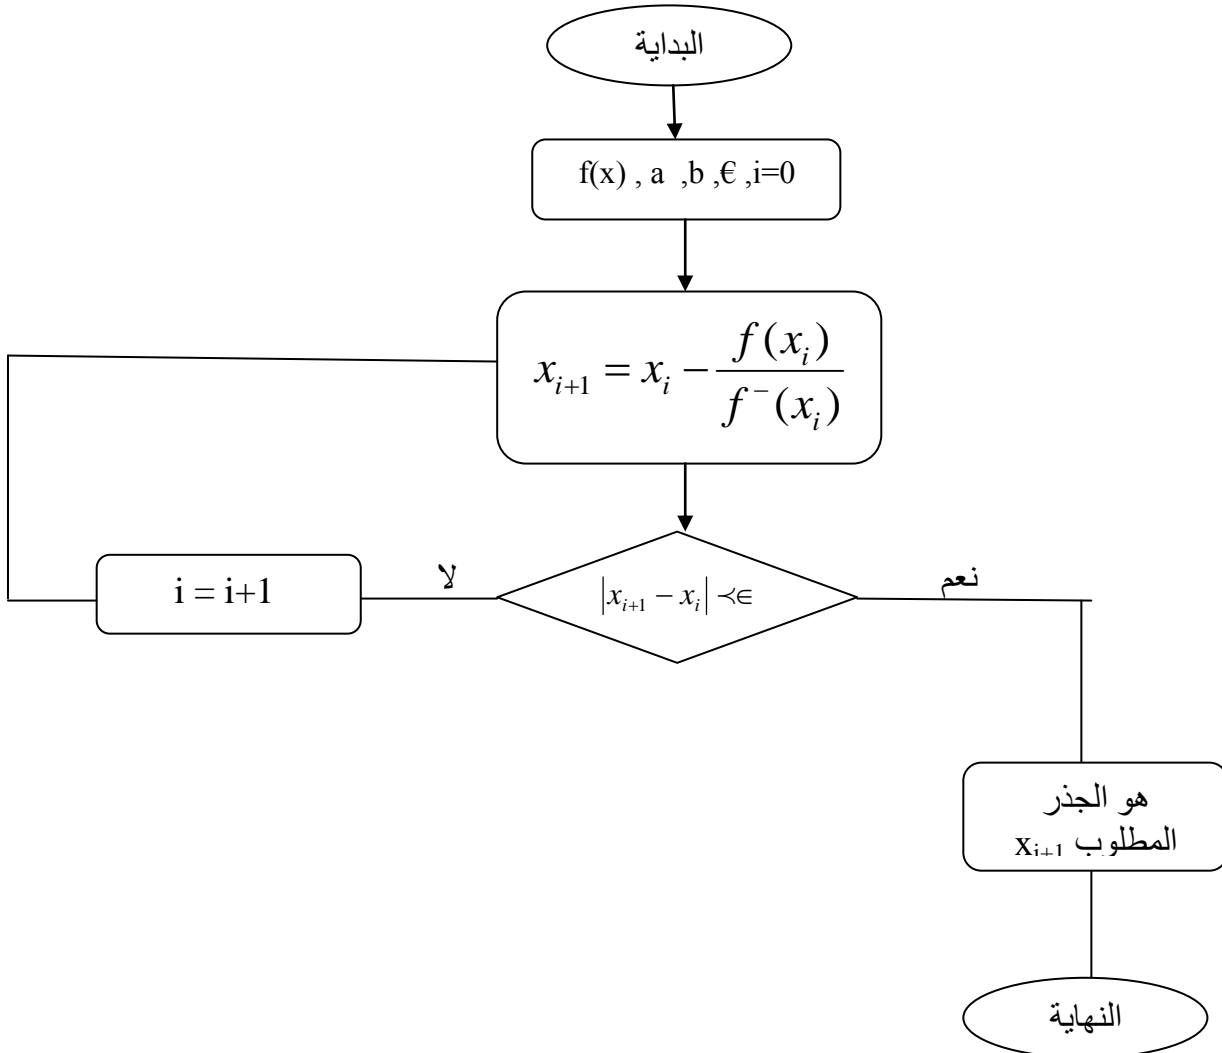 البداية
f(x) , a ,b ,€ ,i=0
x_{i+1} = x_i - \frac{f(x_i)}{f^-(x_i)}
i = i+1
لا
|x_{i+1} - x_i| ≺∈
نعم
هو الجذر
المطلوب x_{i+1}
النهاية